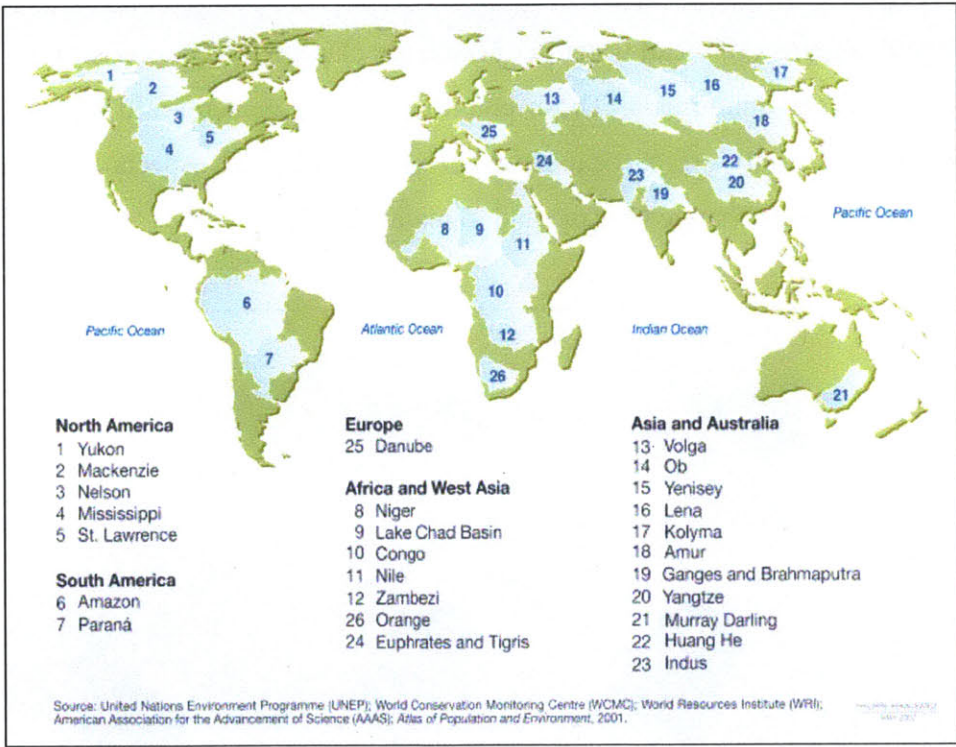 1
2
3
4
5
6
7
8
9
10
11
12
13
14
15
16
17
18
19
20
21
22
23
24
25
26
Pacific Ocean
Pacific Ocean
Atlantic Ocean
Indian Ocean
North America
1 Yukon
2 Mackenzie
3 Nelson
4 Mississippi
5 St. Lawrence
South America
6 Amazon
7 Paraná
Europe
25 Danube
Africa and West Asia
8 Niger
9 Lake Chad Basin
10 Congo
11 Nile
12 Zambezi
26 Orange
24 Euphrates and Tigris
Asia and Australia
13 Volga
14 Ob
15 Yenisey
16 Lena
17 Kolyma
18 Amur
19 Ganges and Brahmaputra
20 Yangtze
21 Murray Darling
22 Huang He
23 Indus
Source: United Nations Environment Programme (UNEP); World Conservation Monitoring Centre (WCMC); World Resources Institute (WRI);
American Association for the Advancement of Science (AAAS); Atlas of Population and Environment, 2001.